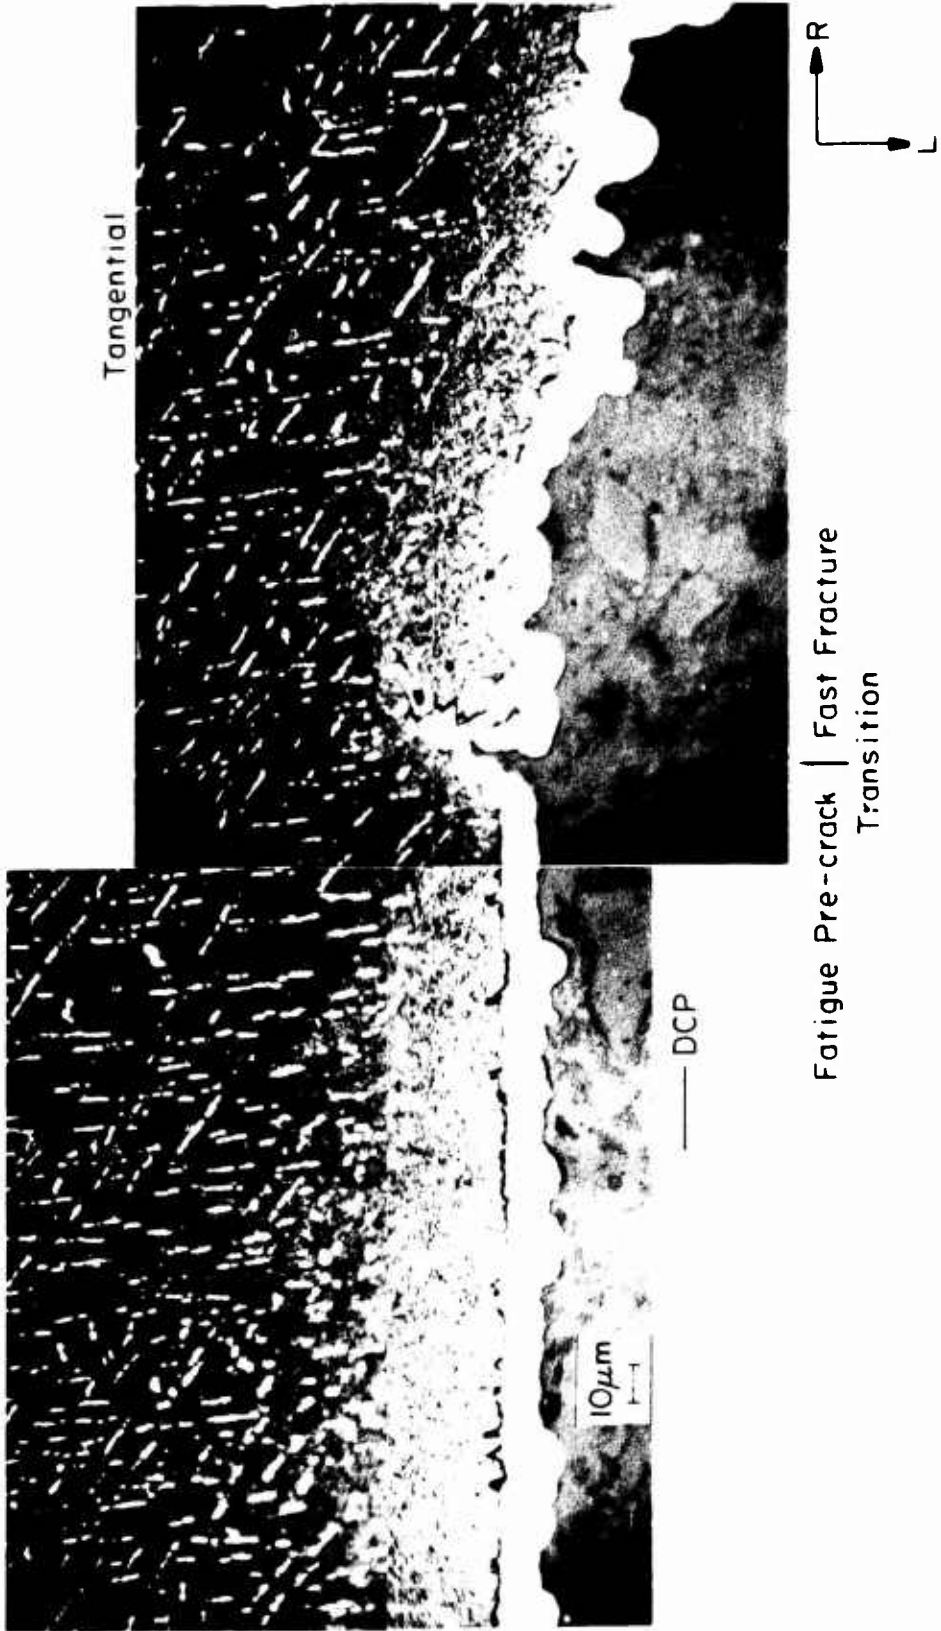 Tangential
R
L
10μm
DCP
Fatigue Pre-crack | Fast Fracture
Transition